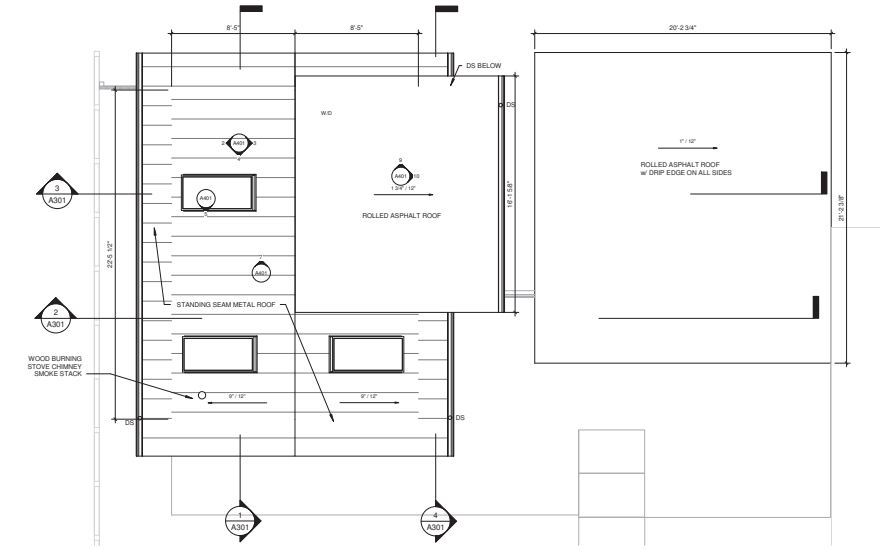 8'-5"
8'-5"
20'-2 3/4"
DS BELOW
DS
W/D
2
A401
3
4
9
A401
10
1 3/4" / 12"
ROLLED ASPHALT ROOF
1" / 12"
ROLLED ASPHALT ROOF
w/ DRIP EDGE ON ALL SIDES
3
A301
A401
5
22'-5 1/2"
16'-1 5/8"
21'-2 3/8"
A401
STANDING SEAM METAL ROOF
2
A301
WOOD BURNING
STOVE CHIMNEY
SMOKE STACK
9" / 12"
9" / 12"
DS
DS
1
A301
4
A301